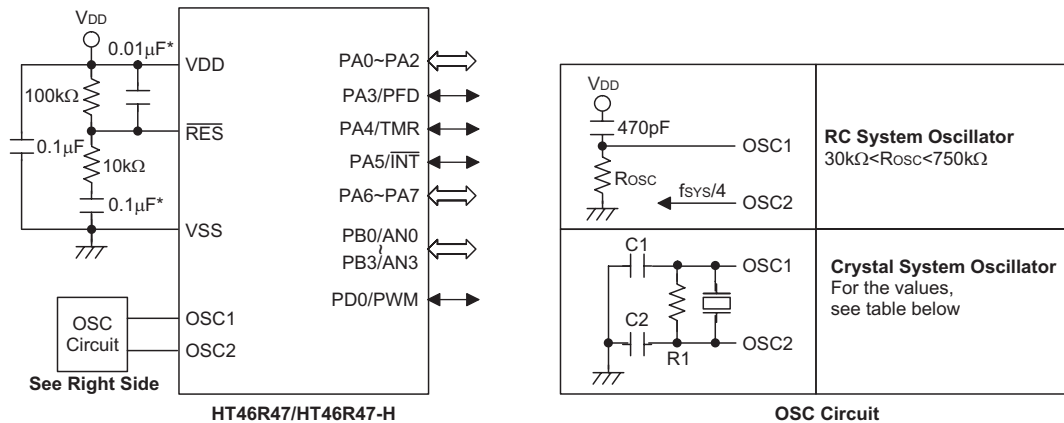 VDD
0.01μF*
VDD
100kΩ
RES
0.1μF
10kΩ
0.1μF*
VSS
OSC
Circuit
OSC1
OSC2
See Right Side
PA0~PA2
PA3/PFD
PA4/TMR
PA5/INT
PA6~PA7
PB0/AN0
~
PB3/AN3
PD0/PWM
HT46R47/HT46R47-H
VDD
470pF
OSC1
ROSC
fSYS/4
OSC2
RC System Oscillator
30kΩ<ROSC<750kΩ
C1
OSC1
C2
R1
OSC2
Crystal System Oscillator
For the values,
see table below
OSC Circuit